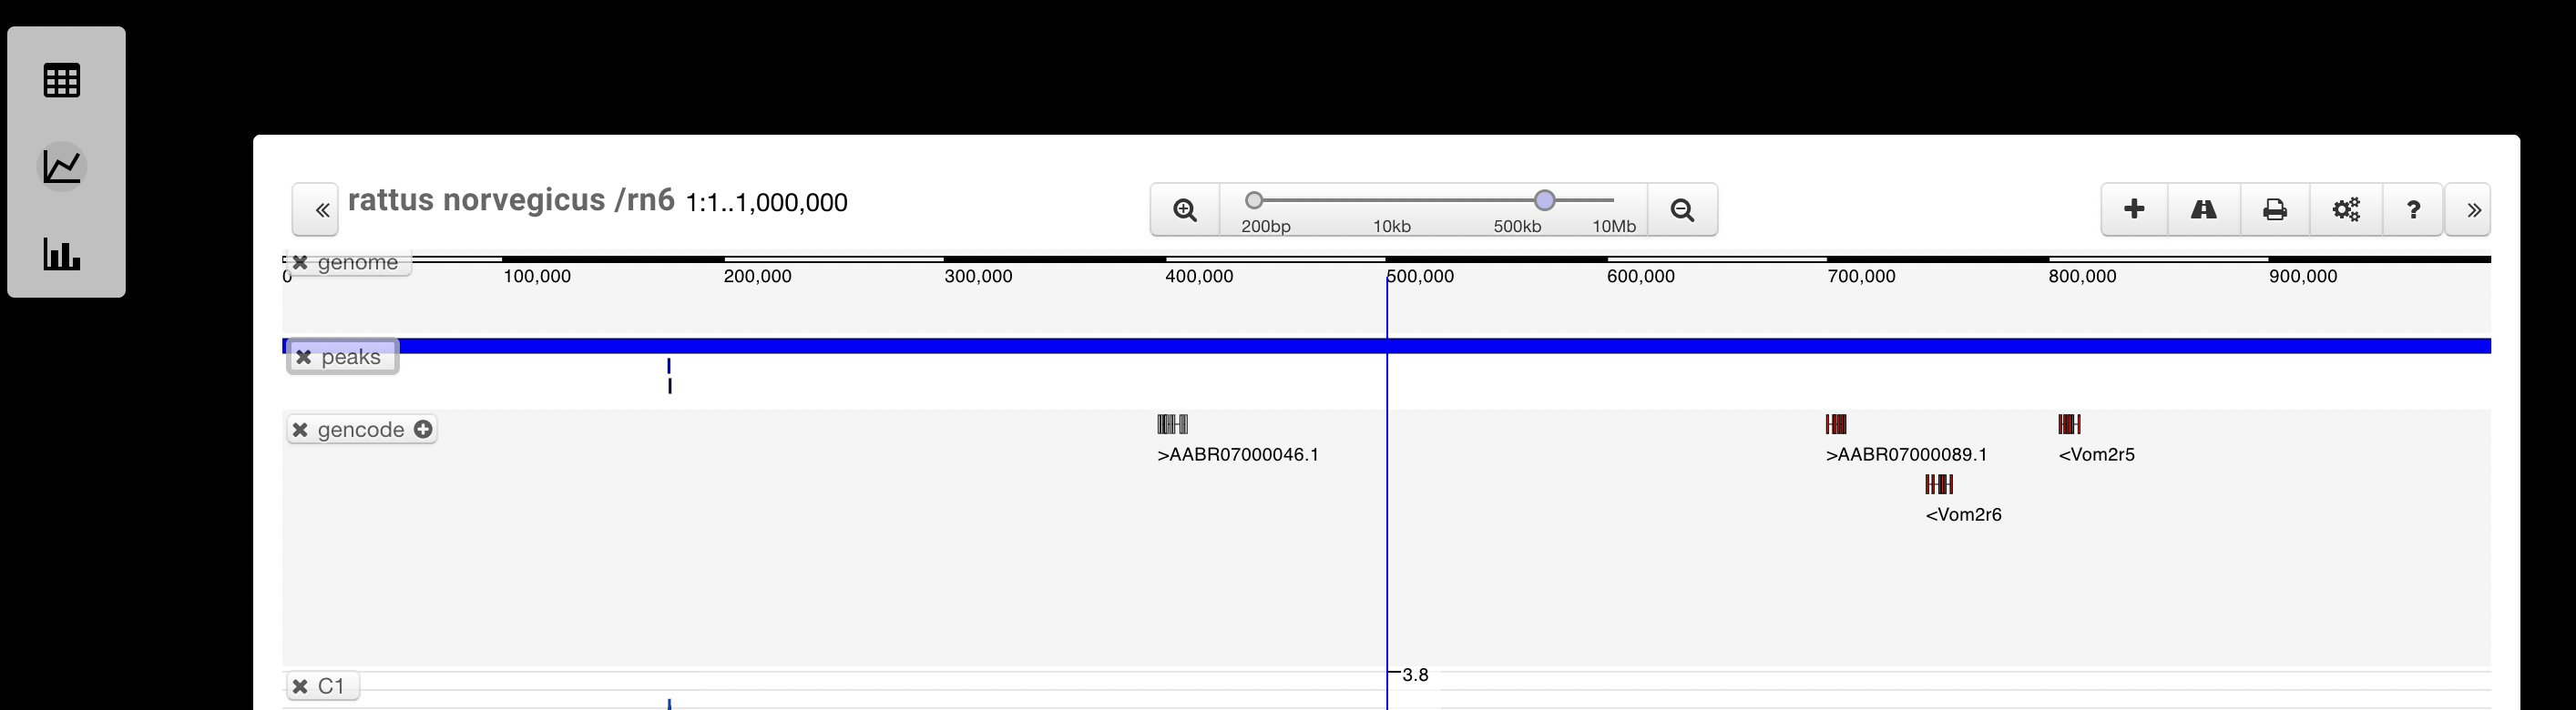 « rattus norvegicus /rn6 1:1..1,000,000
200bp 10kb 500kb 10Mb
? »
genome
0 100,000 200,000 300,000 400,000 500,000 600,000 700,000 800,000 900,000
peaks
gencode
>AABR07000046.1 >AABR07000089.1 <Vom2r5
<Vom2r6
C1 3.8